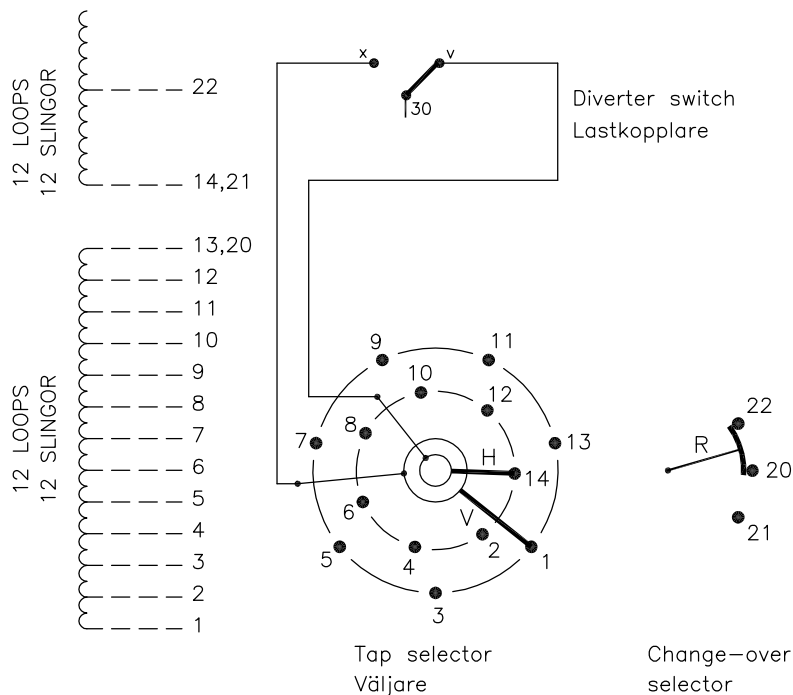 12 LOOPS
12 SLINGOR
22
14,21
13,20
12
11
10
9
8
7
6
5
4
3
2
1
12 LOOPS
12 SLINGOR
x
v
30
Diverter switch
Lastkopplare
9
11
10
12
8
7
13
H
14
6
V
2
1
5
4
3
Tap selector
Väljare
22
R
20
21
Change-over
selector